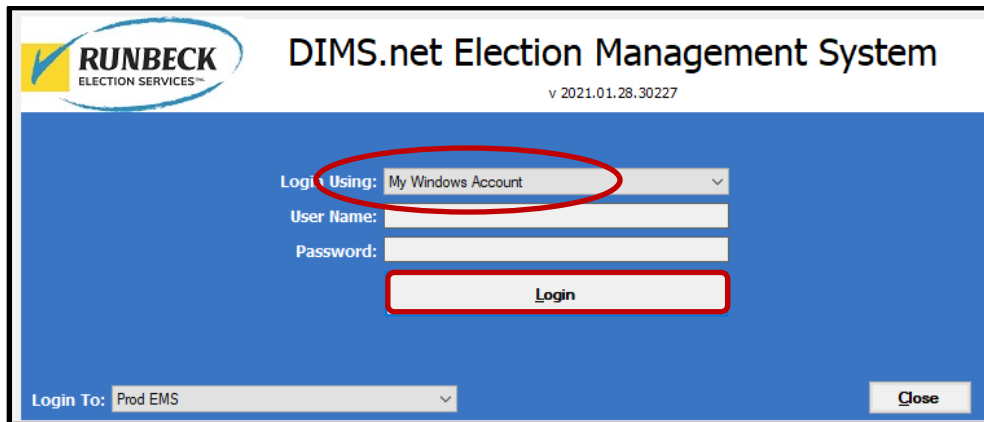 RUNBECK
ELECTION SERVICES℠
DIMS.net Election Management System
v 2021.01.28.30227
Login Using: My Windows Account
User Name:
Password:
Login
Login To: Prod EMS
Close